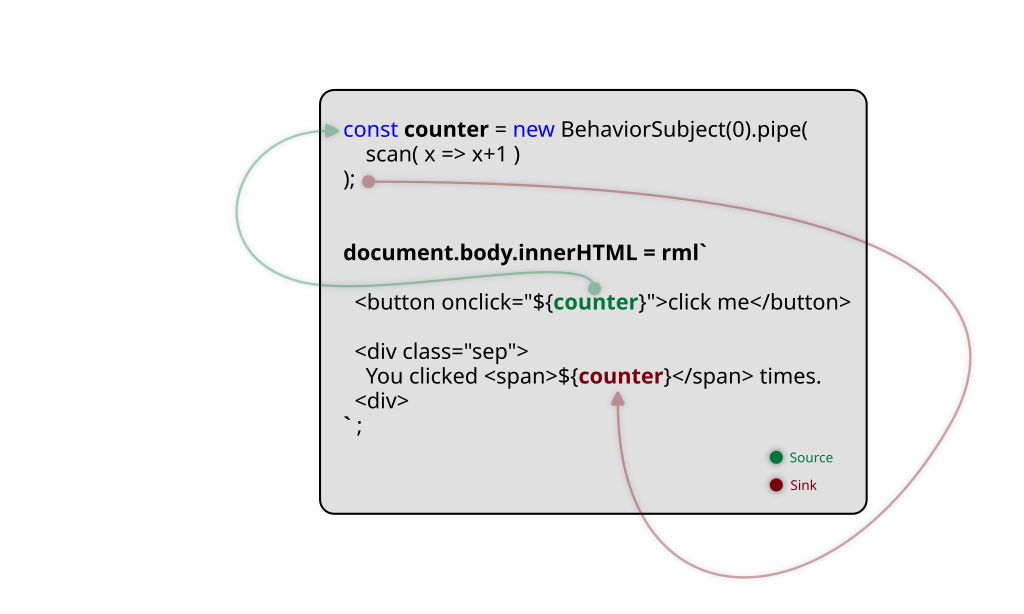 const counter = new BehaviorSubject(0).pipe(
scan( x => x+1 )
);
document.body.innerHTML = rml`
<button onclick="${counter}">click me</button>
<div class="sep">
You clicked <span>${counter}</span> times.
<div>
` ;
Source
Sink